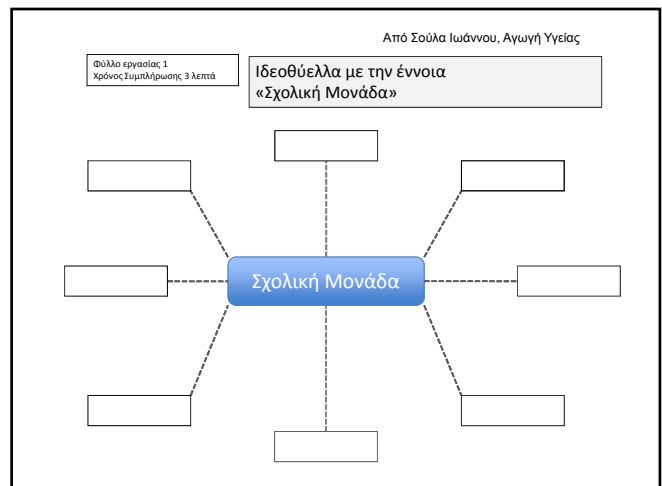 Από Σούλα Ιωάννου, Αγωγή Υγείας
Φύλλο εργασίας 1
Χρόνος Συμπλήρωσης 3 λεπτά
Ιδεοθύελλα με την έννοια
«Σχολική Μονάδα»
Σχολική Μονάδα